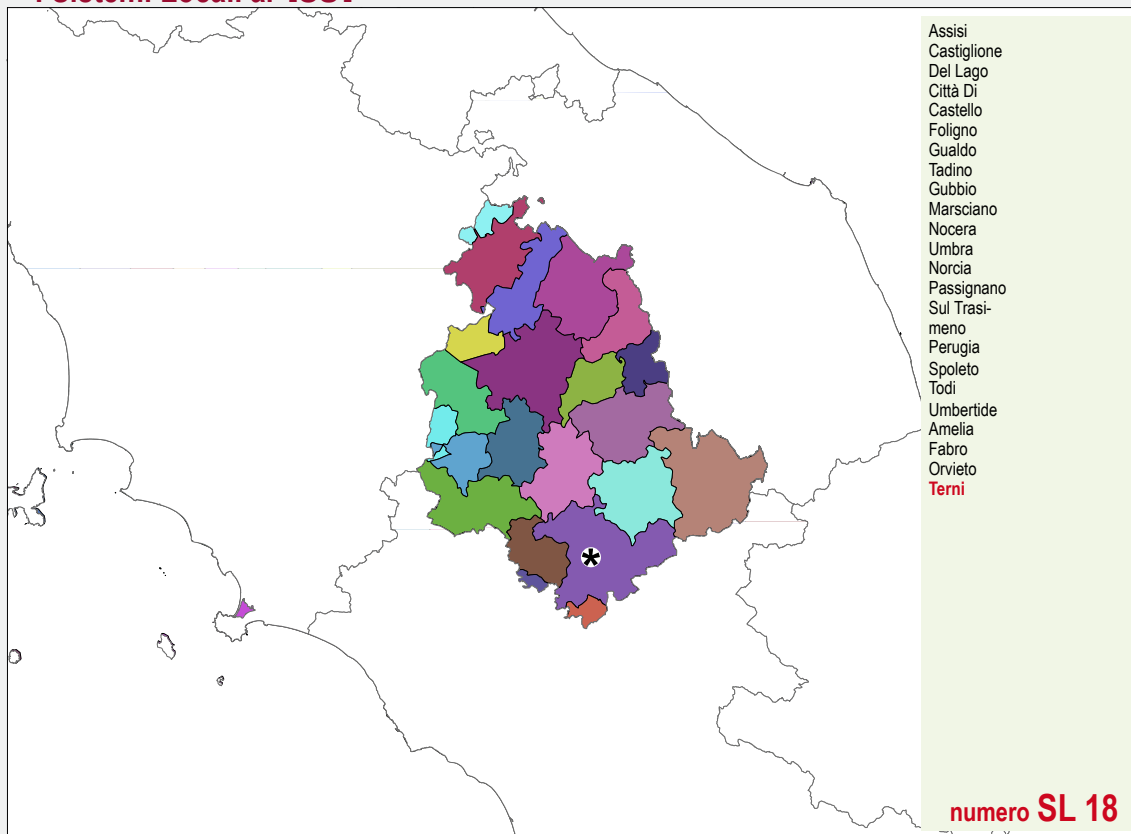 Assisi
Castiglione
Del Lago
Città Di
Castello
Foligno
Gualdo
Tadino
Gubbio
Marsciano
Nocera
Umbra
Norcia
Passignano
Sul Trasi-
meno
Perugia
Spoleto
Todi
Umbertide
Amelia
Fabro
Orvieto
Terni
*
numero SL 18